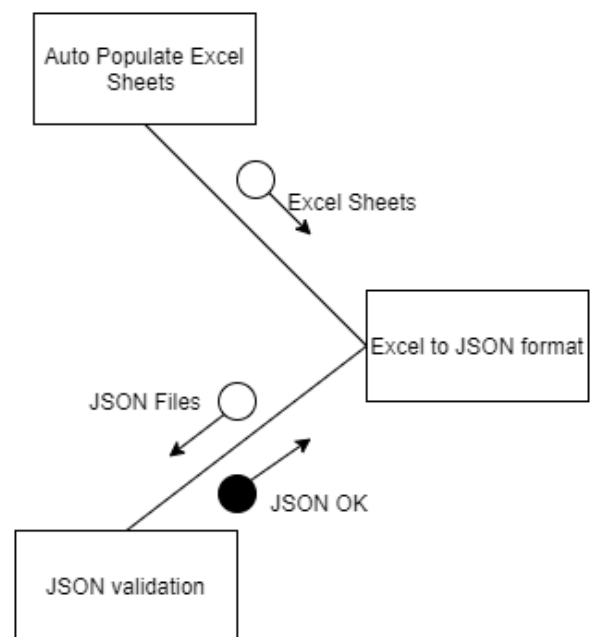 Auto Populate Excel
Sheets
Excel Sheets
Excel to JSON format
JSON Files
JSON OK
JSON validation